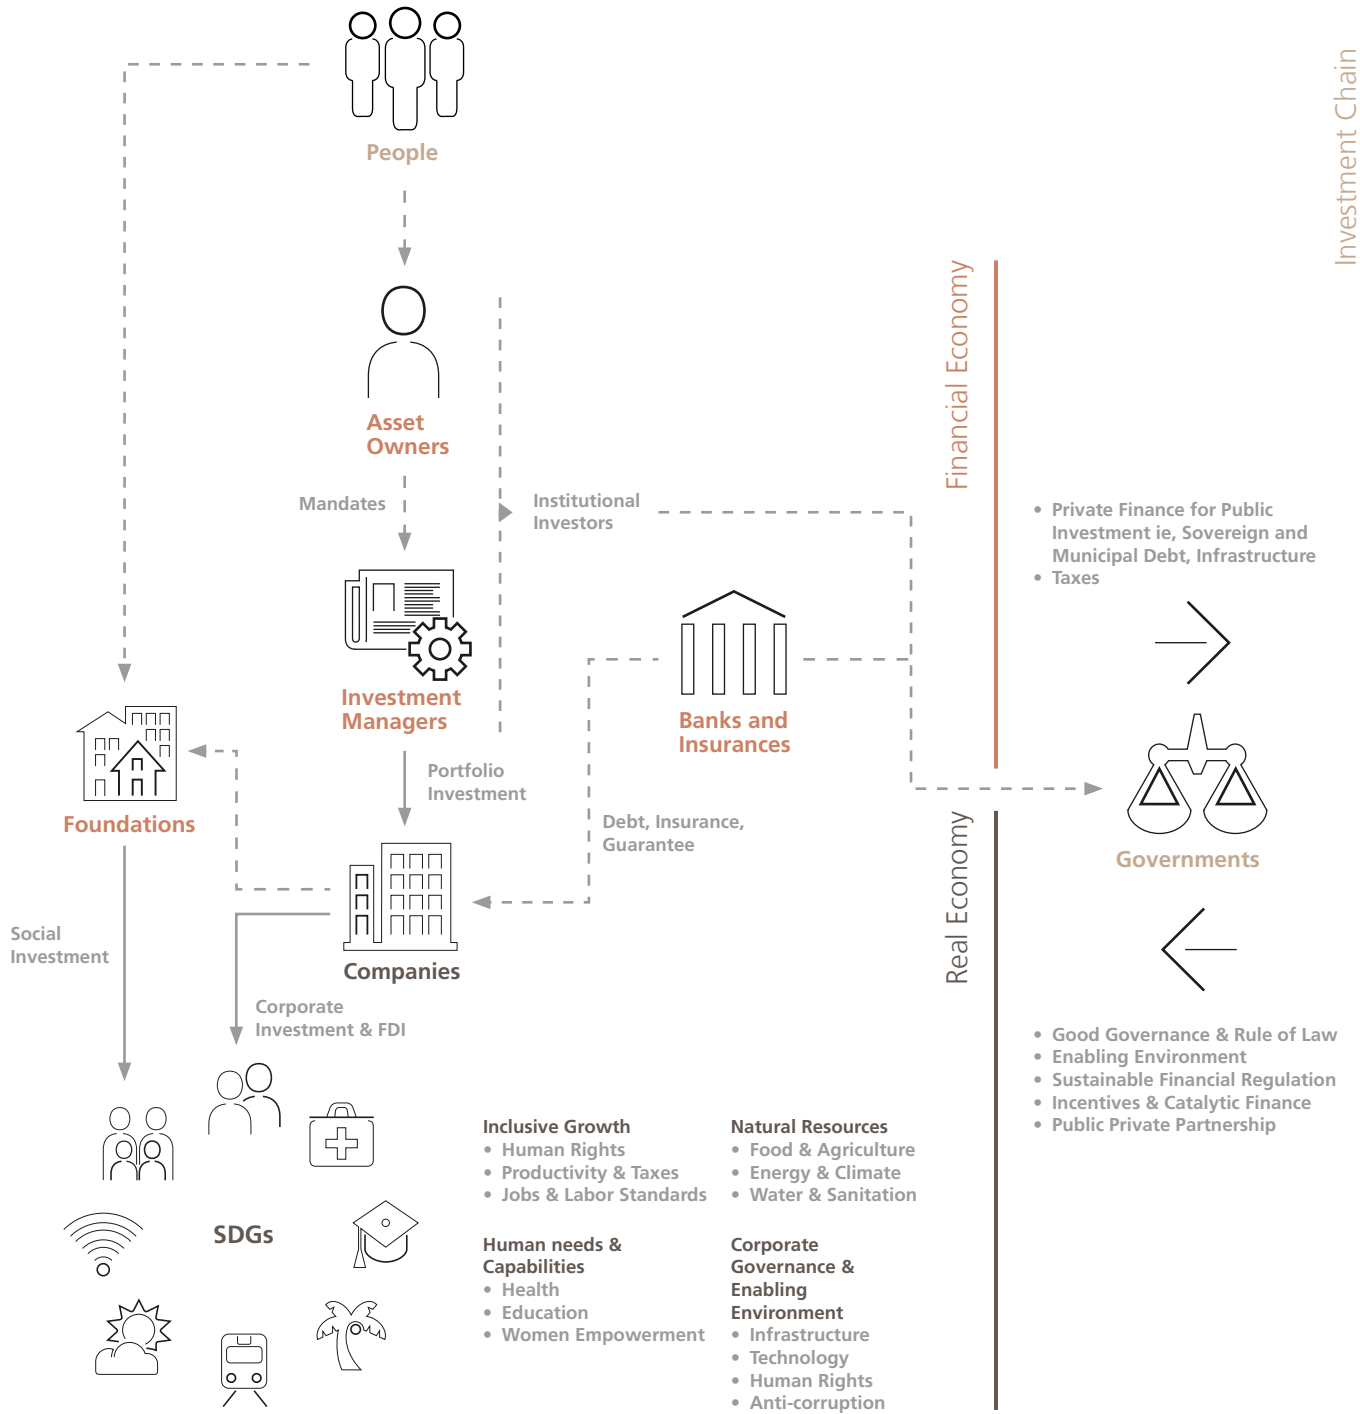 Investment Chain
People
Financial Economy
Asset
Owners
Mandates
Institutional
Investors
• Private Finance for Public
Investment ie, Sovereign and
Municipal Debt, Infrastructure
• Taxes
Investment
Managers
Banks and
Insurances
Portfolio
Investment
Foundations
Debt, Insurance,
Guarantee
Real Economy
Governments
Social
Investment
Companies
Corporate
Investment & FDI
• Good Governance & Rule of Law
• Enabling Environment
• Sustainable Financial Regulation
• Incentives & Catalytic Finance
• Public Private Partnership
SDGs
Inclusive Growth
• Human Rights
• Productivity & Taxes
• Jobs & Labor Standards
Natural Resources
• Food & Agriculture
• Energy & Climate
• Water & Sanitation
Human needs &
Capabilities
• Health
• Education
• Women Empowerment
Corporate
Governance &
Enabling
Environment
• Infrastructure
• Technology
• Human Rights
• Anti-corruption